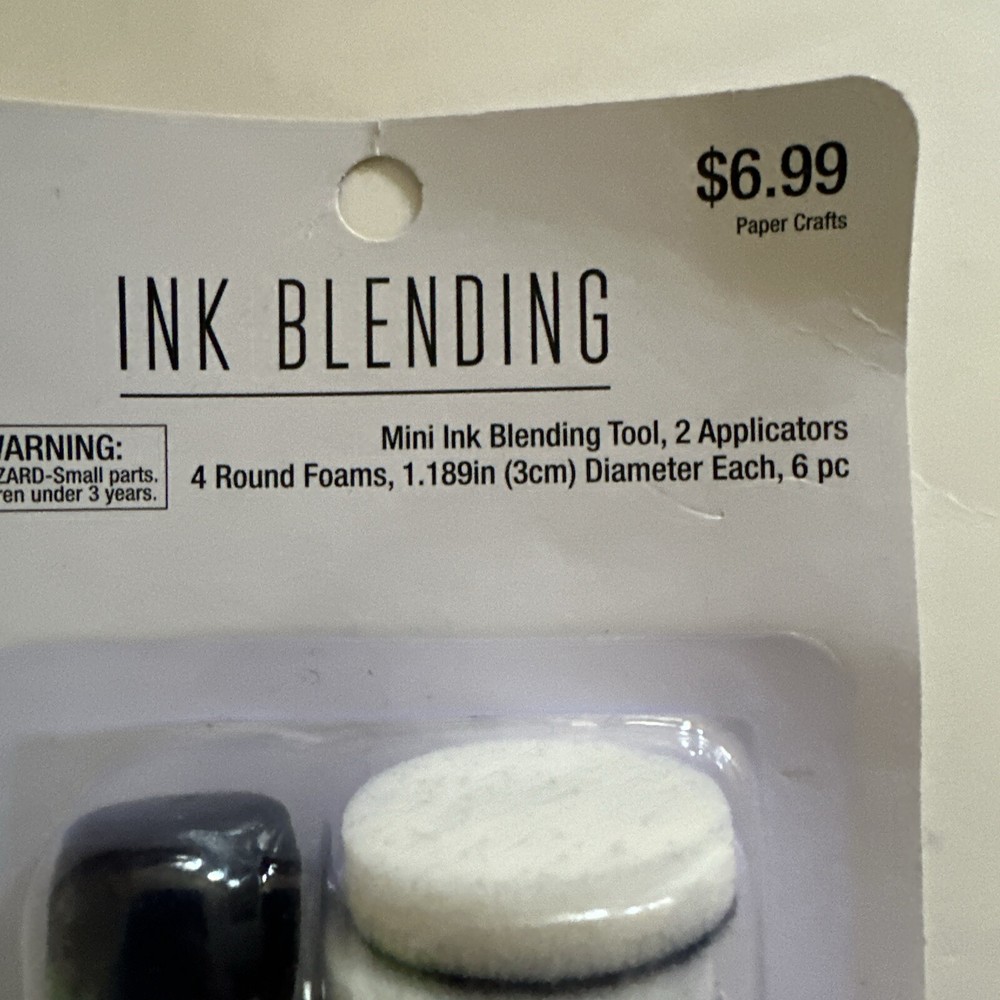 $6.99
Paper Crafts
INK BLENDING
Mini Ink Blending Tool, 2 Applicators
4 Round Foams, 1.189in (3cm) Diameter Each, 6 pc
ARNING:
ZARD-Small parts.
en under 3 years.